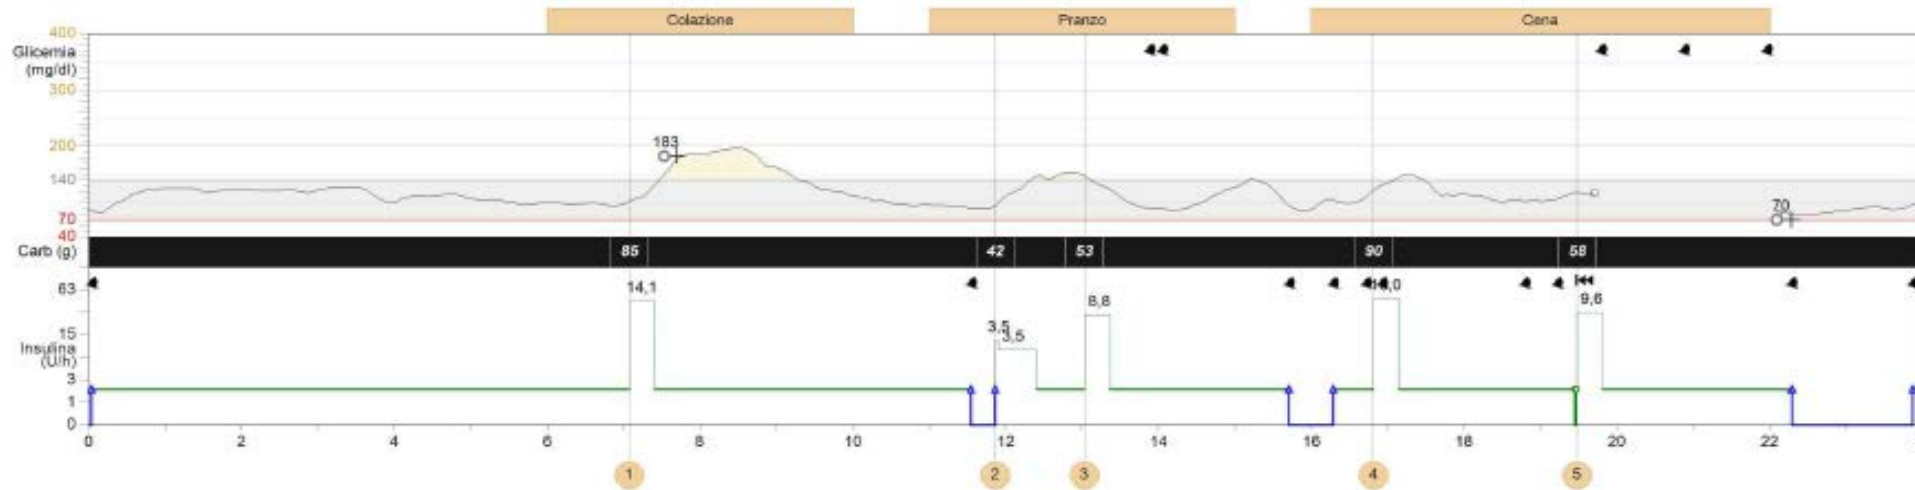 Colazione Pranzo Cena
400
Glicemia
(mg/dl)
300
200
183
140
70
70
40
Carb (g) 85 42 53 90 58
63
14,1 3,5 3,5 8,8 9,6
15
Insulina
(U/h)
3
1
0
0 2 4 6 8 10 12 14 16 18 20 22
1 2 3 4 5